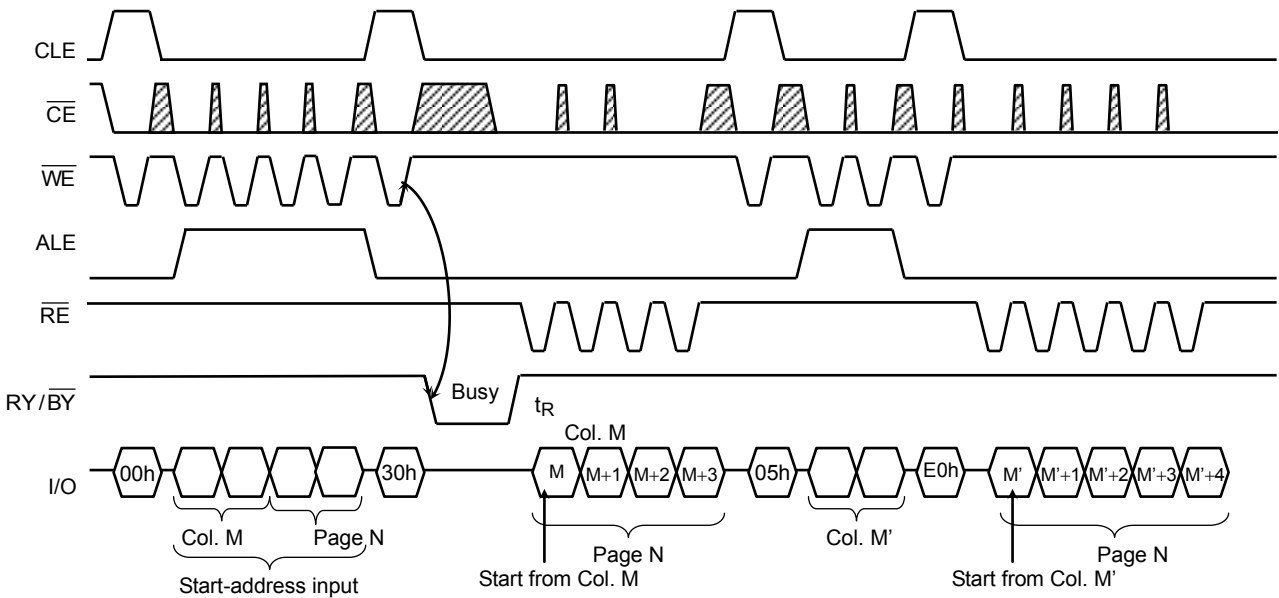 CLE
CE
WE
ALE
RE
RY/BY
Busy
tR
Col. M
I/O
00h
30h
M
M+1
M+2
M+3
05h
E0h
M’
M’+1
M’+2
M’+3
M’+4
Col. M
Page N
Start-address input
Page N
Start from Col. M
Col. M’
Page N
Start from Col. M’